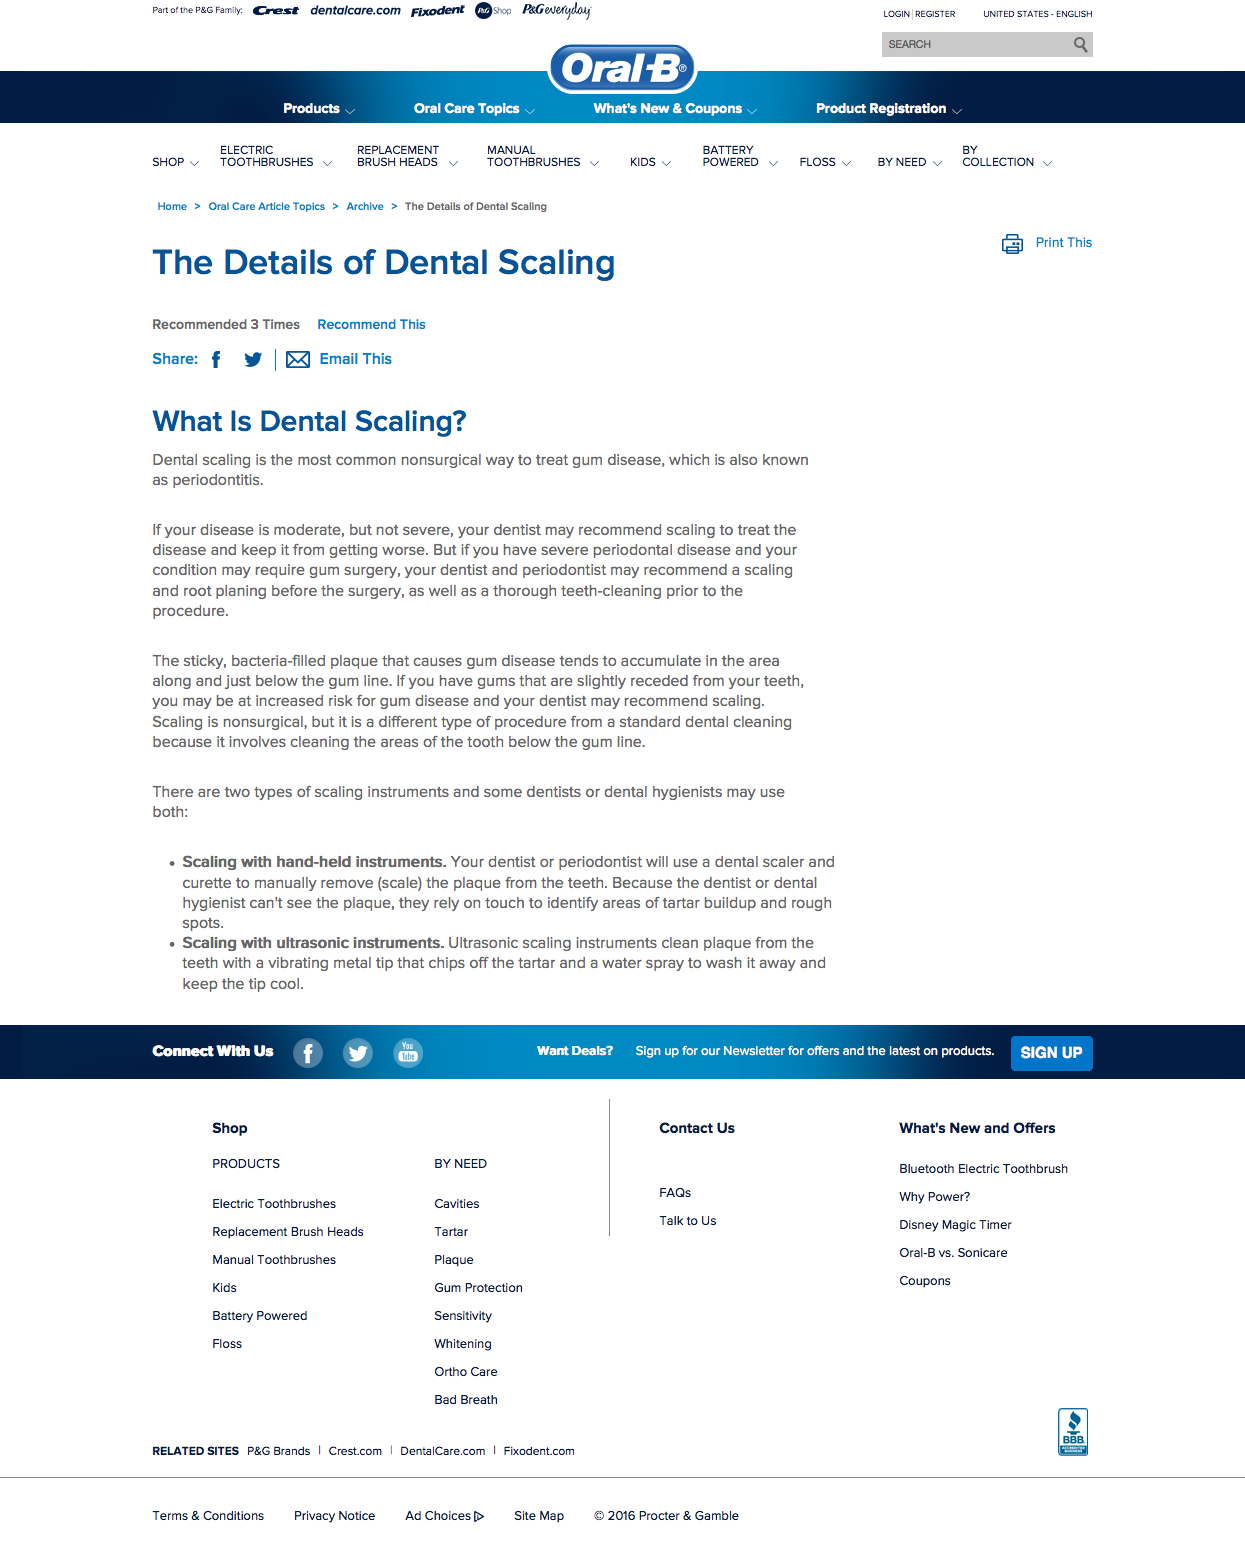 Part of the P&G Family: Crest dentalcare.com Fixodent P&G Shop P&G everyday
LOGIN | REGISTER UNITED STATES - ENGLISH
SEARCH
Oral-B®
Products Oral Care Topics What's New & Coupons Product Registration
SHOP ELECTRIC TOOTHBRUSHES REPLACEMENT BRUSH HEADS MANUAL TOOTHBRUSHES KIDS BATTERY POWERED FLOSS BY NEED BY COLLECTION
Home > Oral Care Article Topics > Archive > The Details of Dental Scaling
Print This
The Details of Dental Scaling
Recommended 3 Times Recommend This
Share: Email This
What Is Dental Scaling?
Dental scaling is the most common nonsurgical way to treat gum disease, which is also known
as periodontitis.
If your disease is moderate, but not severe, your dentist may recommend scaling to treat the
disease and keep it from getting worse. But if you have severe periodontal disease and your
condition may require gum surgery, your dentist and periodontist may recommend a scaling
and root planing before the surgery, as well as a thorough teeth-cleaning prior to the
procedure.
The sticky, bacteria-filled plaque that causes gum disease tends to accumulate in the area
along and just below the gum line. If you have gums that are slightly receded from your teeth,
you may be at increased risk for gum disease and your dentist may recommend scaling.
Scaling is nonsurgical, but it is a different type of procedure from a standard dental cleaning
because it involves cleaning the areas of the tooth below the gum line.
There are two types of scaling instruments and some dentists or dental hygienists may use
both:
• Scaling with hand-held instruments. Your dentist or periodontist will use a dental scaler and
curette to manually remove (scale) the plaque from the teeth. Because the dentist or dental
hygienist can't see the plaque, they rely on touch to identify areas of tartar buildup and rough
spots.
• Scaling with ultrasonic instruments. Ultrasonic scaling instruments clean plaque from the
teeth with a vibrating metal tip that chips off the tartar and a water spray to wash it away and
keep the tip cool.
Connect With Us You Tube Want Deals? Sign up for our Newsletter for offers and the latest on products. SIGN UP
Shop
PRODUCTS
Electric Toothbrushes
Replacement Brush Heads
Manual Toothbrushes
Kids
Battery Powered
Floss
BY NEED
Cavities
Tartar
Plaque
Gum Protection
Sensitivity
Whitening
Ortho Care
Bad Breath
Contact Us
FAQs
Talk to Us
What's New and Offers
Bluetooth Electric Toothbrush
Why Power?
Disney Magic Timer
Oral-B vs. Sonicare
Coupons
BBB
ACCREDITED
BUSINESS
RELATED SITES P&G Brands | Crest.com | DentalCare.com | Fixodent.com
Terms & Conditions Privacy Notice Ad Choices Site Map © 2016 Procter & Gamble